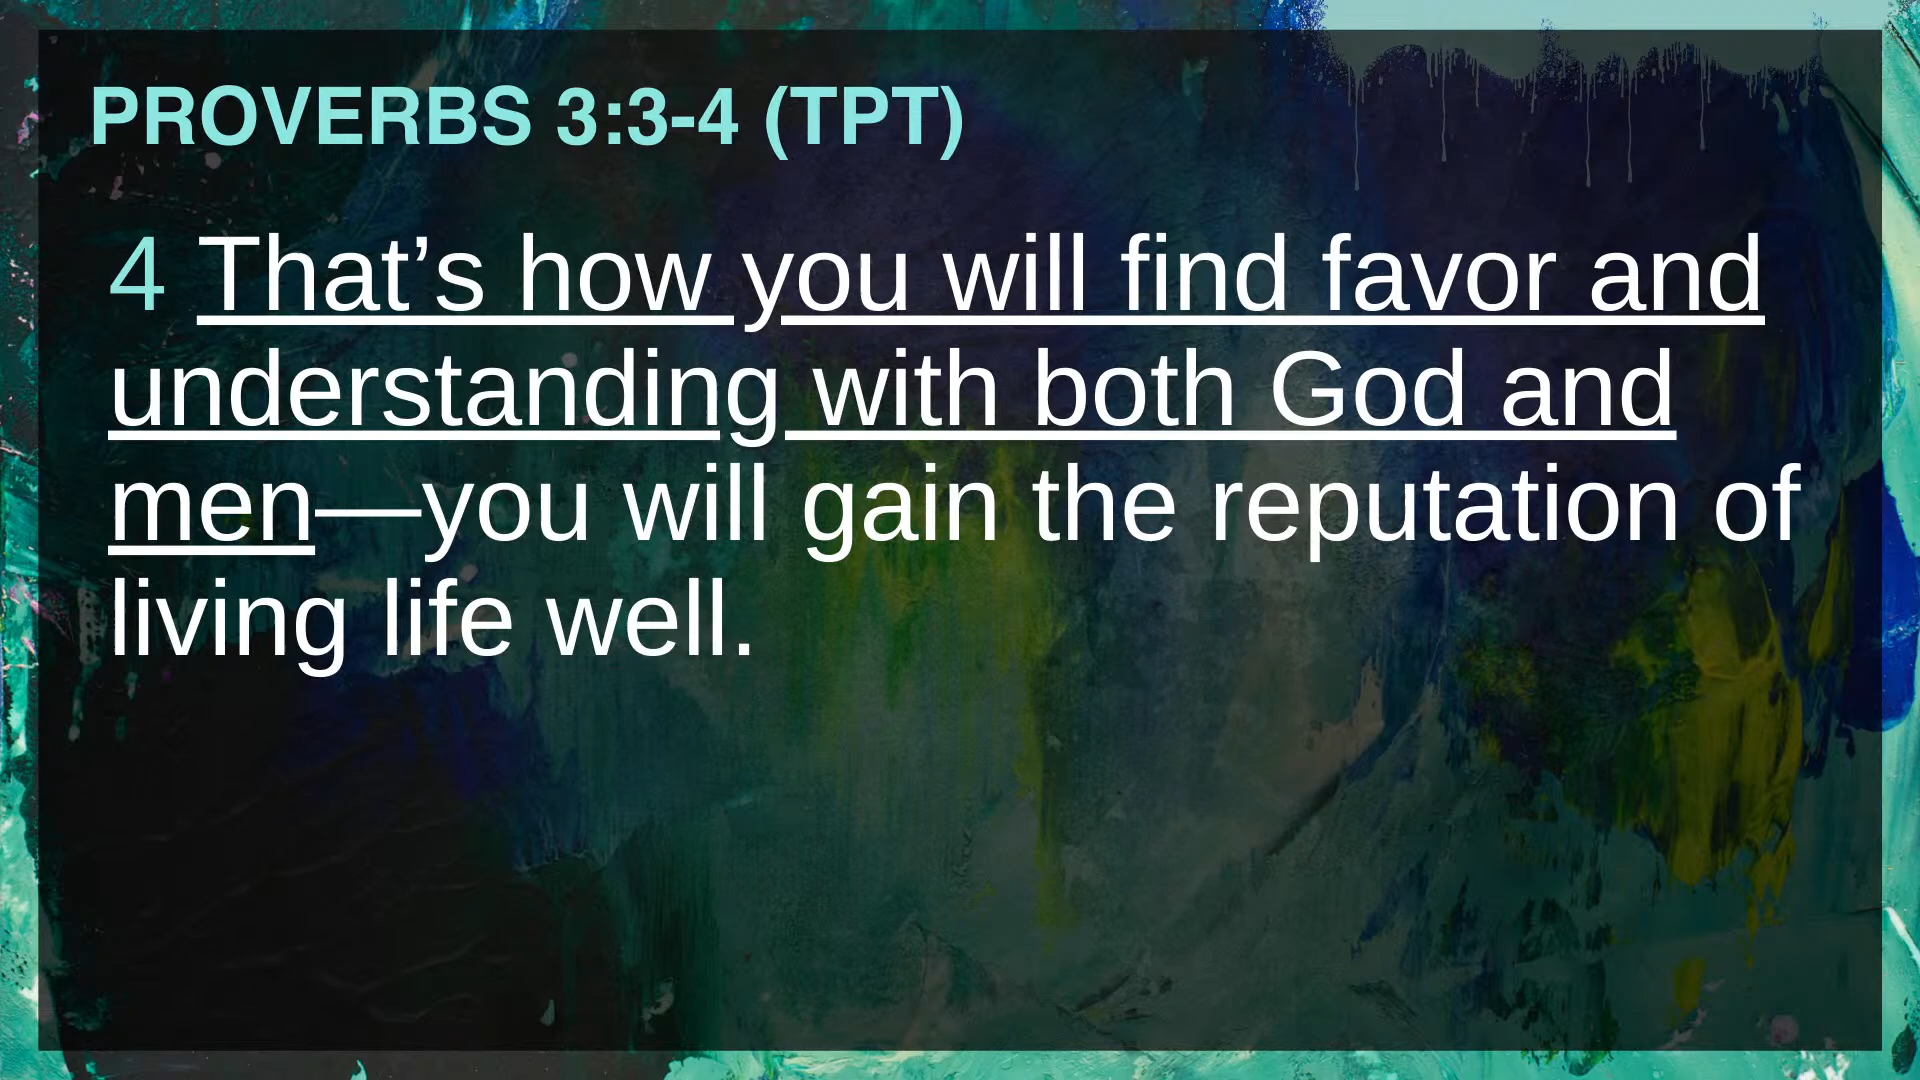 PROVERBS 3:3-4 (TPT)
4 That’s how you will find favor and
understanding with both God and
men—you will gain the reputation of
living life well.